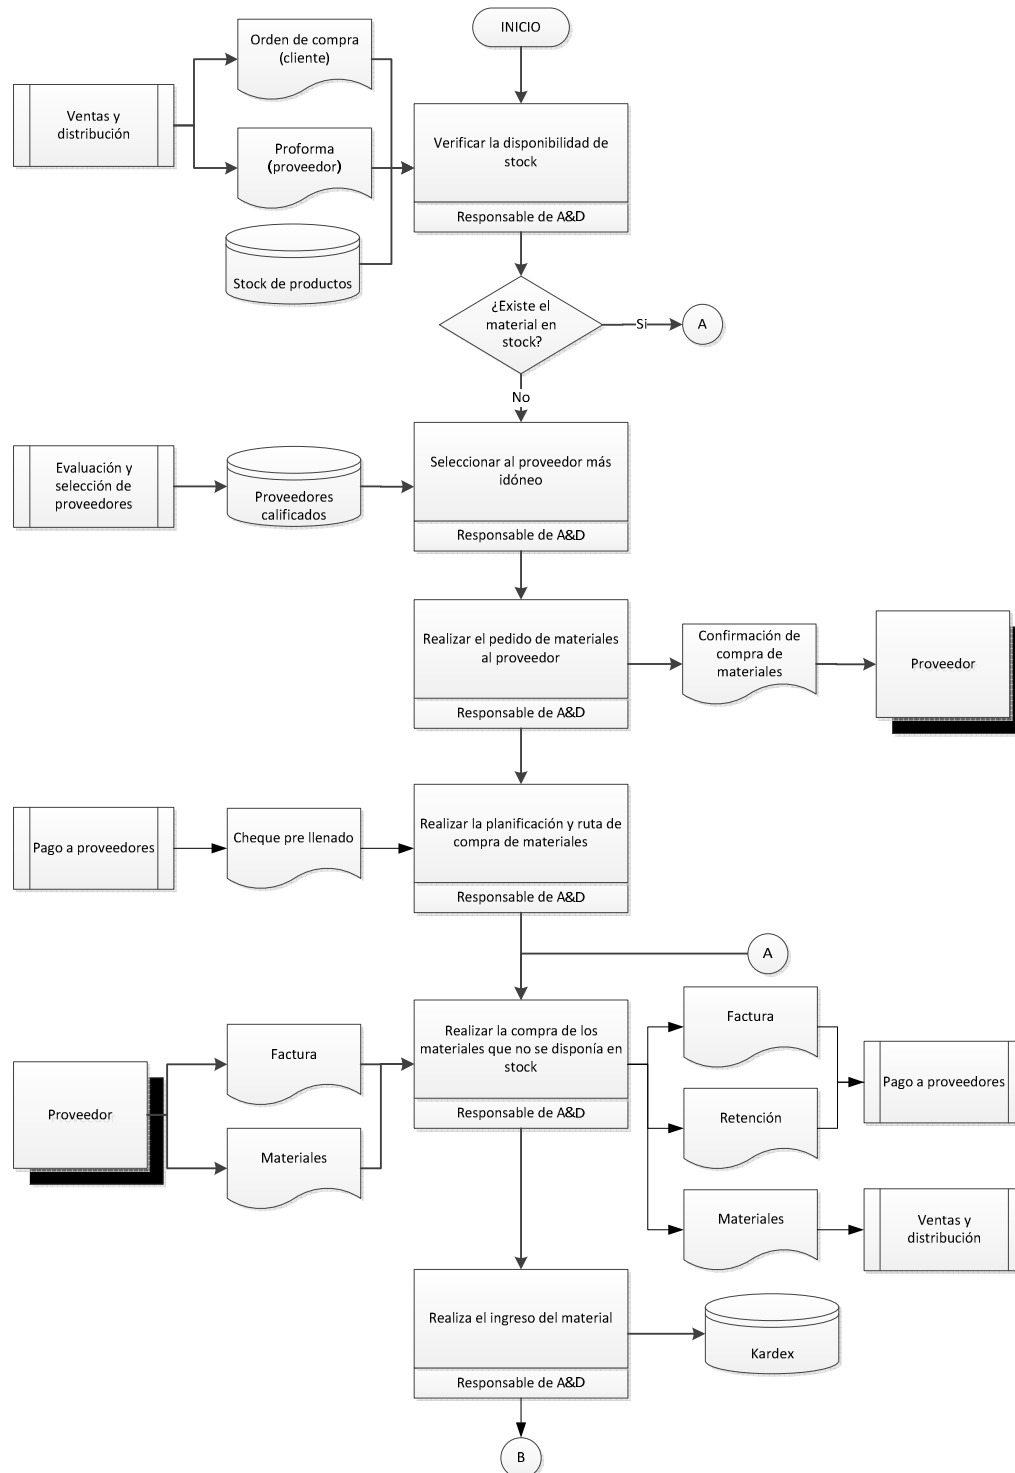 INICIO
Orden de compra
(cliente)
Ventas y
distribución
Proforma
(proveedor)
Verificar la disponibilidad de
stock
Responsable de A&D
Stock de productos
¿Existe el
material en
stock?
Si
A
No
Evaluación y
selección de
proveedores
Proveedores
calificados
Seleccionar al proveedor más
idóneo
Responsable de A&D
Realizar el pedido de materiales
al proveedor
Responsable de A&D
Confirmación de
compra de
materiales
Proveedor
Pago a proveedores
Cheque pre llenado
Realizar la planificación y ruta de
compra de materiales
Responsable de A&D
A
Proveedor
Factura
Materiales
Realizar la compra de los
materiales que no se disponía en
stock
Responsable de A&D
Factura
Retención
Pago a proveedores
Materiales
Ventas y
distribución
Realiza el ingreso del material
Responsable de A&D
Kardex
B